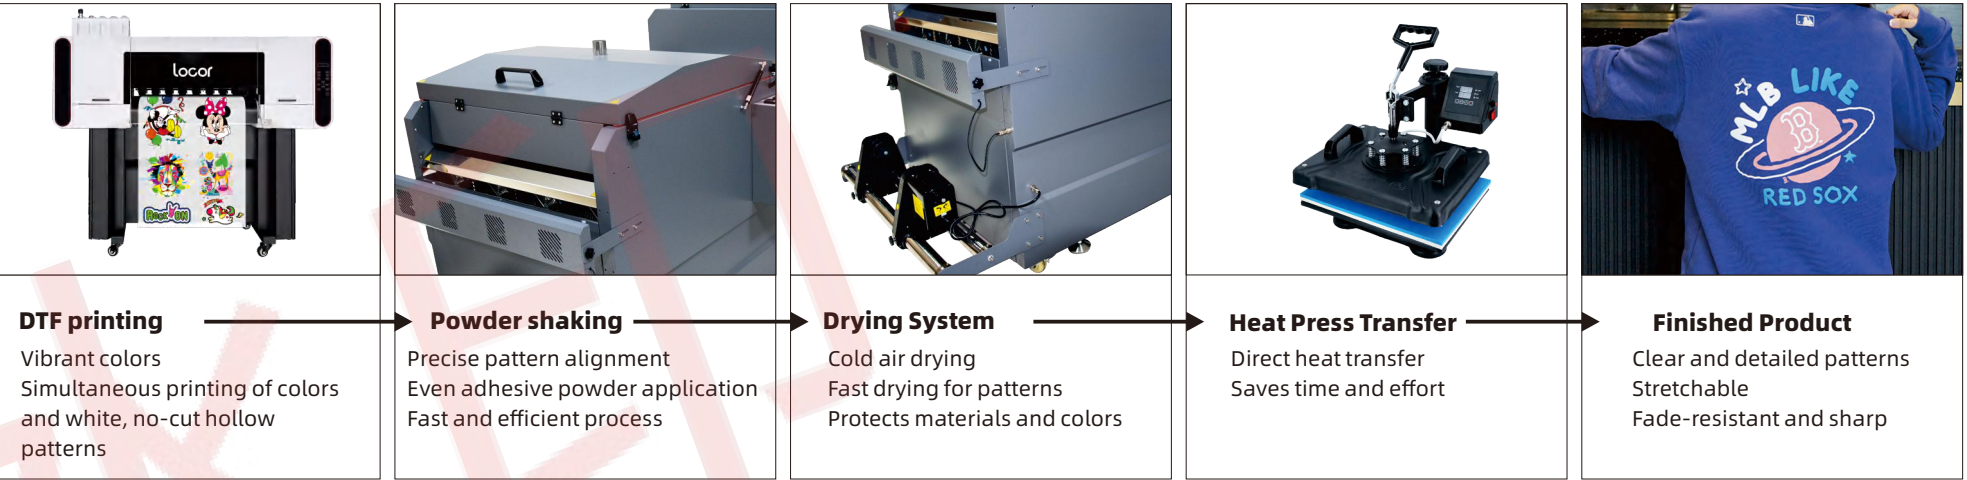 locor
ROCK ON
MLB LIKE
B
RED SOX
DTF printing
Vibrant colors
Simultaneous printing of colors
and white, no-cut hollow
patterns
Powder shaking
Precise pattern alignment
Even adhesive powder application
Fast and efficient process
Drying System
Cold air drying
Fast drying for patterns
Protects materials and colors
Heat Press Transfer
Direct heat transfer
Saves time and effort
Finished Product
Clear and detailed patterns
Stretchable
Fade-resistant and sharp